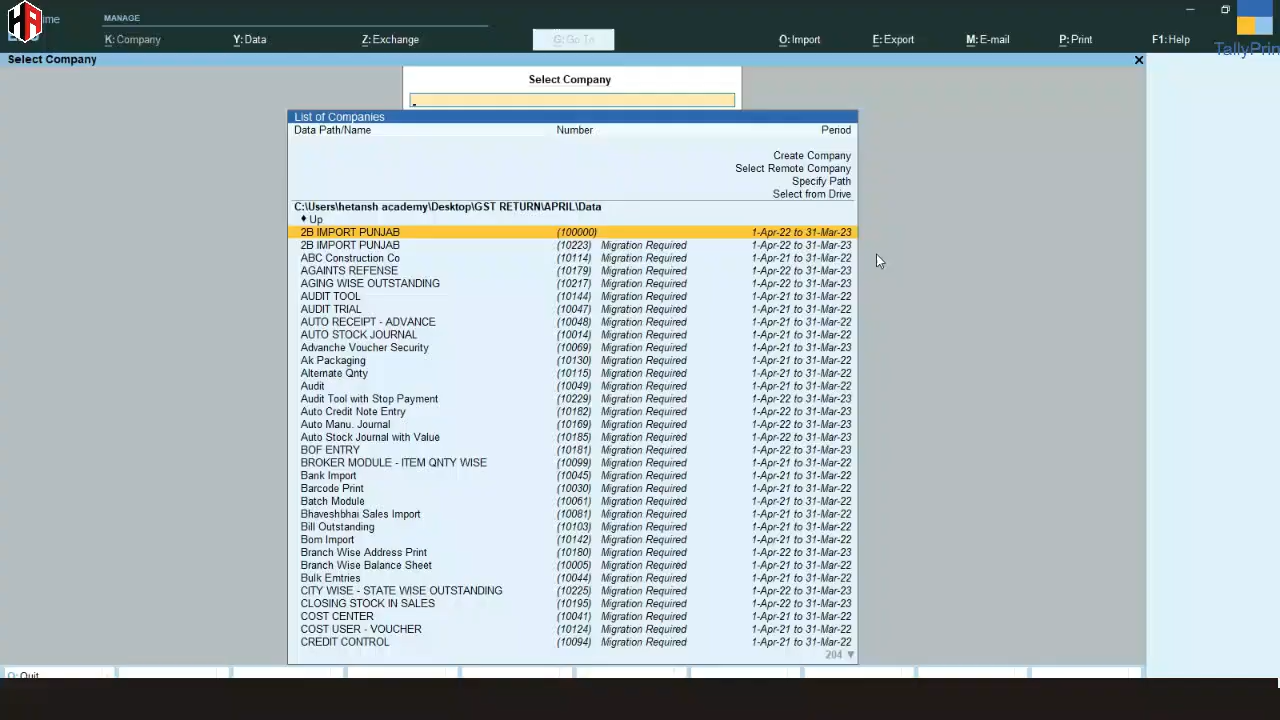 ime
MANAGE
K: Company Y: Data Z: Exchange G: Go To O: Import E: Export M: E-mail P: Print F1: Help
TallyPrim
Select Company
Select Company
List of Companies
Data Path/Name Number Period
Create Company
Select Remote Company
Specify Path
Select from Drive
C:\Users\hetansh academy\Desktop\GST RETURN\APRIL\Data
♦ Up
2B IMPORT PUNJAB (100000) 1-Apr-22 to 31-Mar-23
2B IMPORT PUNJAB (10223) Migration Required 1-Apr-22 to 31-Mar-23
ABC Construction Co (10114) Migration Required 1-Apr-21 to 31-Mar-22
AGAINTS REFENSE (10179) Migration Required 1-Apr-22 to 31-Mar-23
AGING WISE OUTSTANDING (10217) Migration Required 1-Apr-22 to 31-Mar-23
AUDIT TOOL (10144) Migration Required 1-Apr-21 to 31-Mar-22
AUDIT TRIAL (10047) Migration Required 1-Apr-21 to 31-Mar-22
AUTO RECEIPT - ADVANCE (10048) Migration Required 1-Apr-21 to 31-Mar-22
AUTO STOCK JOURNAL (10014) Migration Required 1-Apr-21 to 31-Mar-22
Advanche Voucher Security (10069) Migration Required 1-Apr-21 to 31-Mar-22
Ak Packaging (10130) Migration Required 1-Apr-21 to 31-Mar-22
Alternate Qnty (10115) Migration Required 1-Apr-21 to 31-Mar-22
Audit (10049) Migration Required 1-Apr-21 to 31-Mar-22
Audit Tool with Stop Payment (10229) Migration Required 1-Apr-22 to 31-Mar-23
Auto Credit Note Entry (10182) Migration Required 1-Apr-22 to 31-Mar-23
Auto Manu. Journal (10169) Migration Required 1-Apr-22 to 31-Mar-23
Auto Stock Journal with Value (10185) Migration Required 1-Apr-22 to 31-Mar-23
BOF ENTRY (10181) Migration Required 1-Apr-22 to 31-Mar-23
BROKER MODULE - ITEM QNTY WISE (10099) Migration Required 1-Apr-21 to 31-Mar-22
Bank Import (10045) Migration Required 1-Apr-21 to 31-Mar-22
Barcode Print (10030) Migration Required 1-Apr-21 to 31-Mar-22
Batch Module (10061) Migration Required 1-Apr-21 to 31-Mar-22
Bhaveshbhai Sales Import (10081) Migration Required 1-Apr-21 to 31-Mar-22
Bill Outstanding (10103) Migration Required 1-Apr-21 to 31-Mar-22
Bom Import (10142) Migration Required 1-Apr-21 to 31-Mar-22
Branch Wise Address Print (10180) Migration Required 1-Apr-22 to 31-Mar-23
Branch Wise Balance Sheet (10005) Migration Required 1-Apr-21 to 31-Mar-22
Bulk Emtries (10044) Migration Required 1-Apr-21 to 31-Mar-22
CITY WISE - STATE WISE OUTSTANDING (10225) Migration Required 1-Apr-22 to 31-Mar-23
CLOSING STOCK IN SALES (10195) Migration Required 1-Apr-22 to 31-Mar-23
COST CENTER (10041) Migration Required 1-Apr-21 to 31-Mar-22
COST USER - VOUCHER (10124) Migration Required 1-Apr-21 to 31-Mar-22
CREDIT CONTROL (10094) Migration Required 1-Apr-21 to 31-Mar-22
204 ▼
Q: Quit